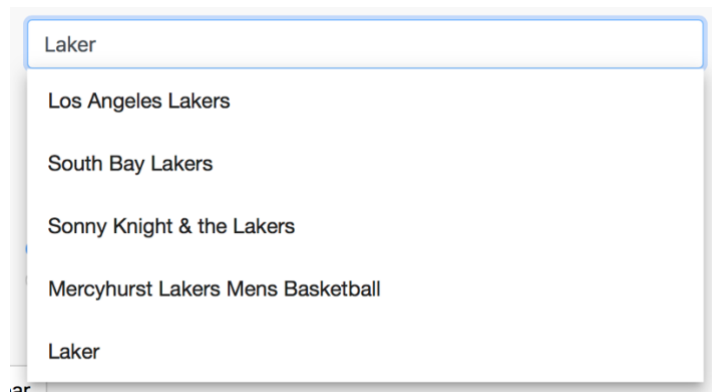 Laker
Los Angeles Lakers
South Bay Lakers
Sonny Knight & the Lakers
Mercyhurst Lakers Mens Basketball
Laker